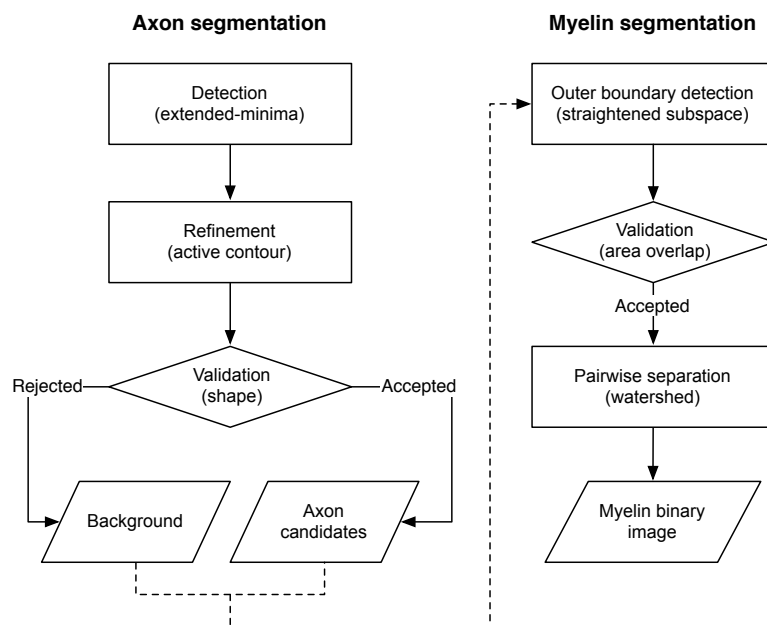 Axon segmentation
Detection
(extended-minima)
Refinement
(active contour)
Validation
(shape)
Rejected
Accepted
Background
Axon
candidates
Myelin segmentation
Outer boundary detection
(straightened subspace)
Validation
(area overlap)
Accepted
Pairwise separation
(watershed)
Myelin binary
image